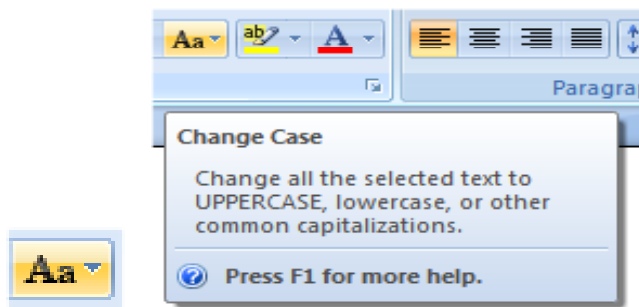 Aa ab A
Paragra
Change Case
Change all the selected text to
UPPERCASE, lowercase, or other
common capitalizations.
Press F1 for more help.
Aa